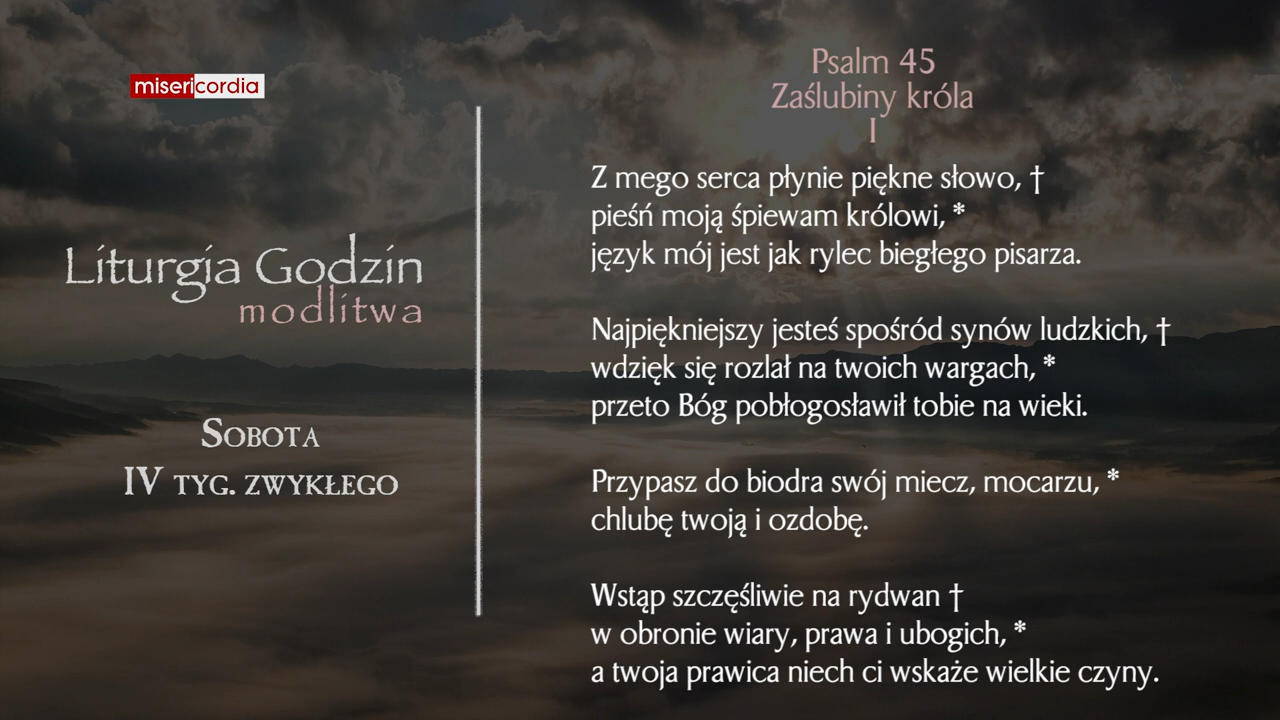 misericordia
Liturgia Godzin
modlitwa
Sobota
IV tyg. zwykłego
Psalm 45
Zaślubiny króla
I
Z mego serca płynie piękne słowo, †
pieśń moją śpiewam królowi, *
język mój jest jak rylec biegłego pisarza.
Najpiękniejszy jesteś spośród synów ludzkich, †
wdzięk się rozlał na twoich wargach, *
przeto Bóg pobłogosławił tobie na wieki.
Przypasz do biodra swój miecz, mocarzu, *
chlubę twoją i ozdobę.
Wstąp szczęśliwie na rydwan †
w obronie wiary, prawa i ubogich, *
a twoja prawica niech ci wskaże wielkie czyny.